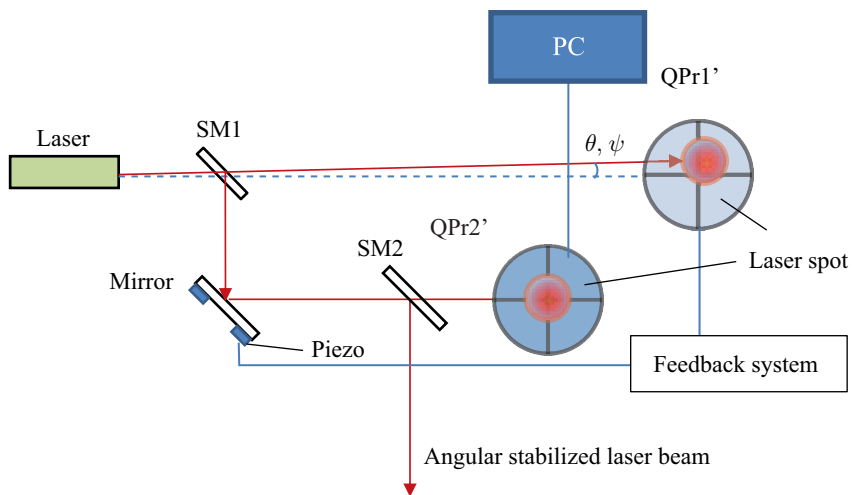 PC
QPr1’
SM1
Laser
θ, ψ
QPr2’
SM2
Laser spot
Mirror
Piezo
Feedback system
Angular stabilized laser beam